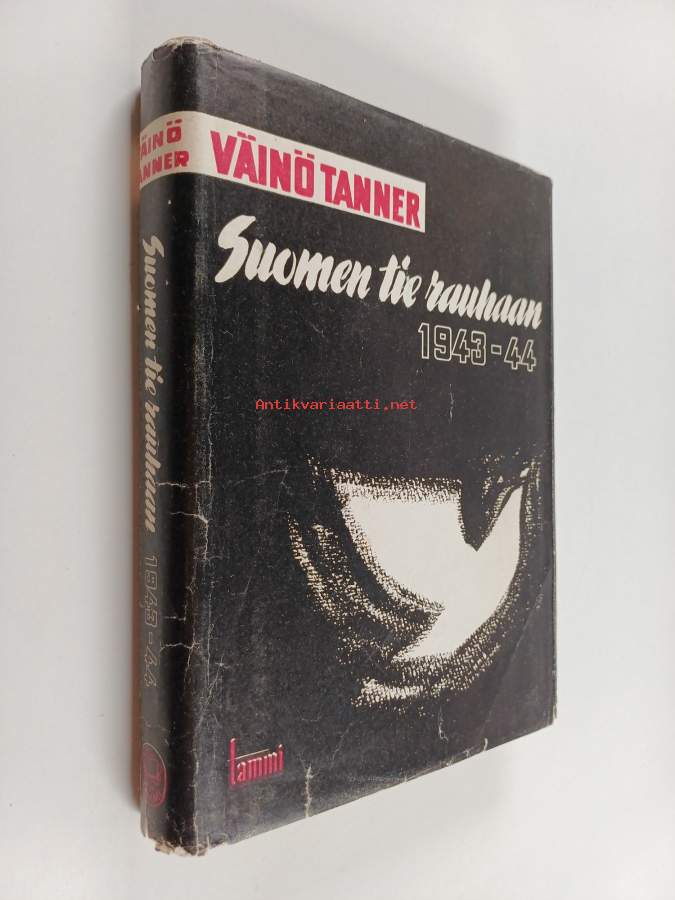 VÄINÖ
TANNER
Suomen tie rauhaan 1943-44
VÄINÖ TANNER
Suomen tie rauhaan
1943-44
Antikvariaatti.net
tammi